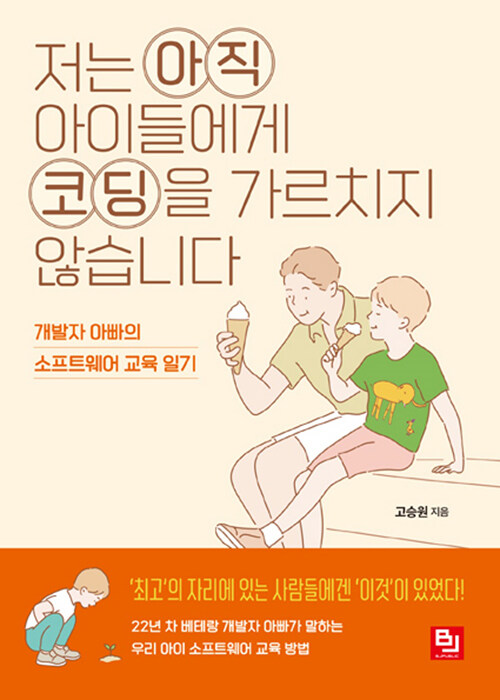 저는 아직
아이들에게
코딩을 가르치지
않습니다
개발자 아빠의
소프트웨어 교육 일기
고승원 지음
'최고'의 자리에 있는 사람들에겐 '이것'이 있었다!
22년 차 베테랑 개발자 아빠가 말하는
우리 아이 소프트웨어 교육 방법
BJ
BJPUBLIC